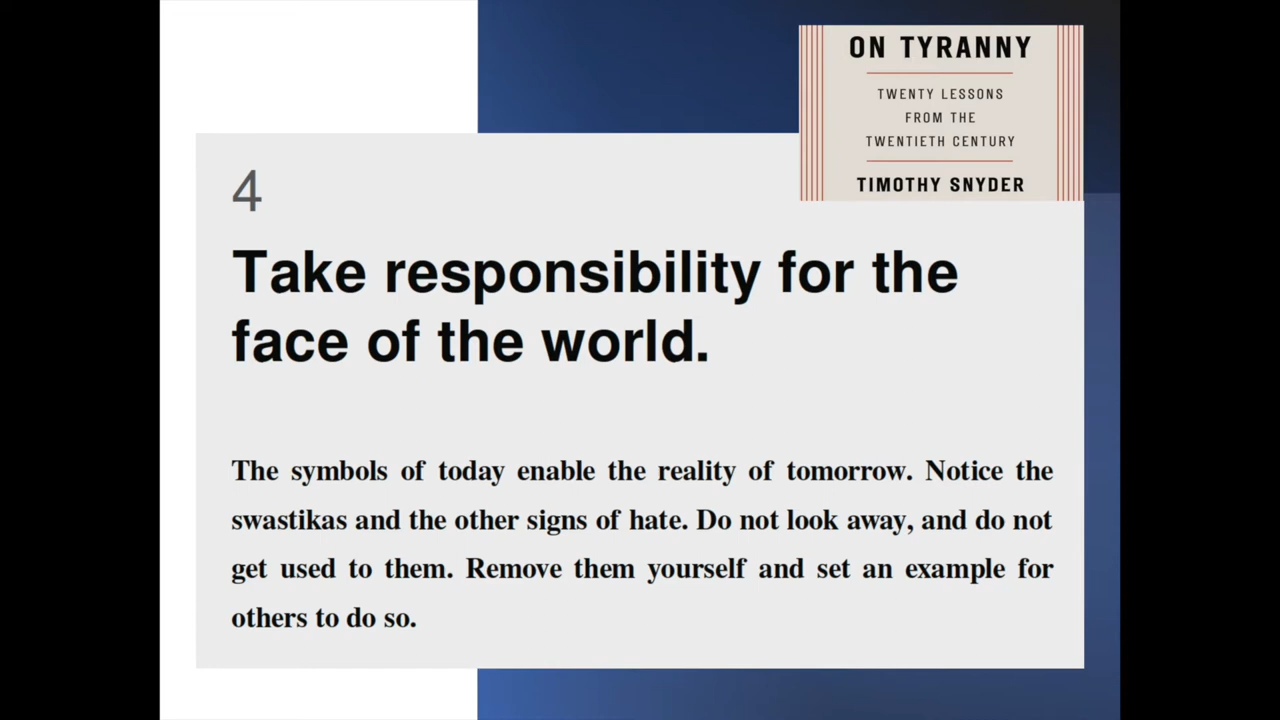 ON TYRANNY
TWENTY LESSONS
FROM THE
TWENTIETH CENTURY
TIMOTHY SNYDER
4
Take responsibility for the
face of the world.
The symbols of today enable the reality of tomorrow. Notice the
swastikas and the other signs of hate. Do not look away, and do not
get used to them. Remove them yourself and set an example for
others to do so.